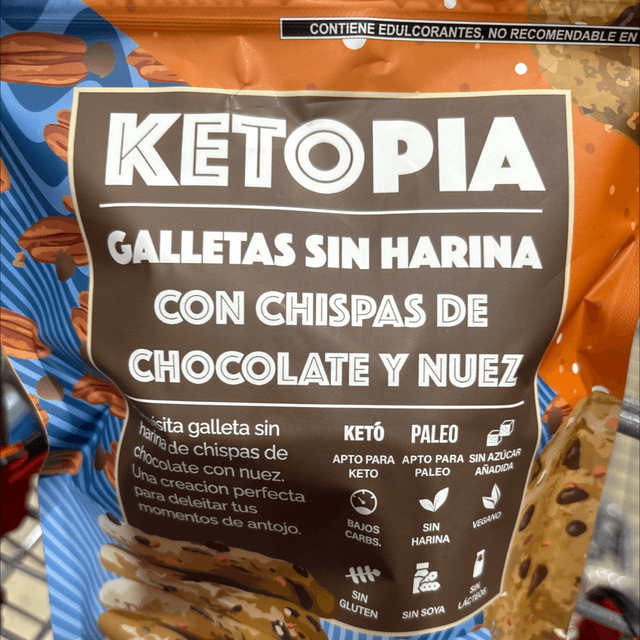 CONTIENE EDULCORANTES, NO RECOMENDABLE EN
KETOPIA
GALLETAS SIN HARINA
CON CHISPAS DE
CHOCOLATE Y NUEZ
galleta sin
harina de chispas de
chocolate con nuez.
Una creacion perfecta
para deleitar tus
momentos de antojo.
KETÓ
APTO PARA
KETO
PALEO
APTO PARA
PALEO
SIN AZÚCAR
AÑADIDA
BAJOS
CARBS.
SIN
HARINA
VEGANO
SIN
GLUTEN
SIN SOYA
SIN
LÁCTEOS